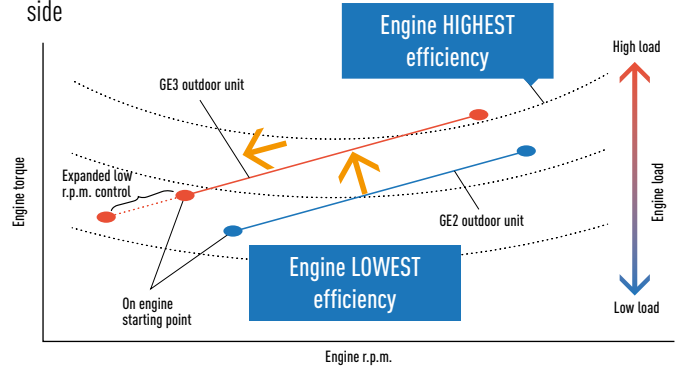 side
Engine HIGHEST
efficiency
High load
GE3 outdoor unit
Expanded low
r.p.m. control
Engine torque
Engine load
GE2 outdoor unit
Engine LOWEST
efficiency
On engine
starting point
Low load
Engine r.p.m.